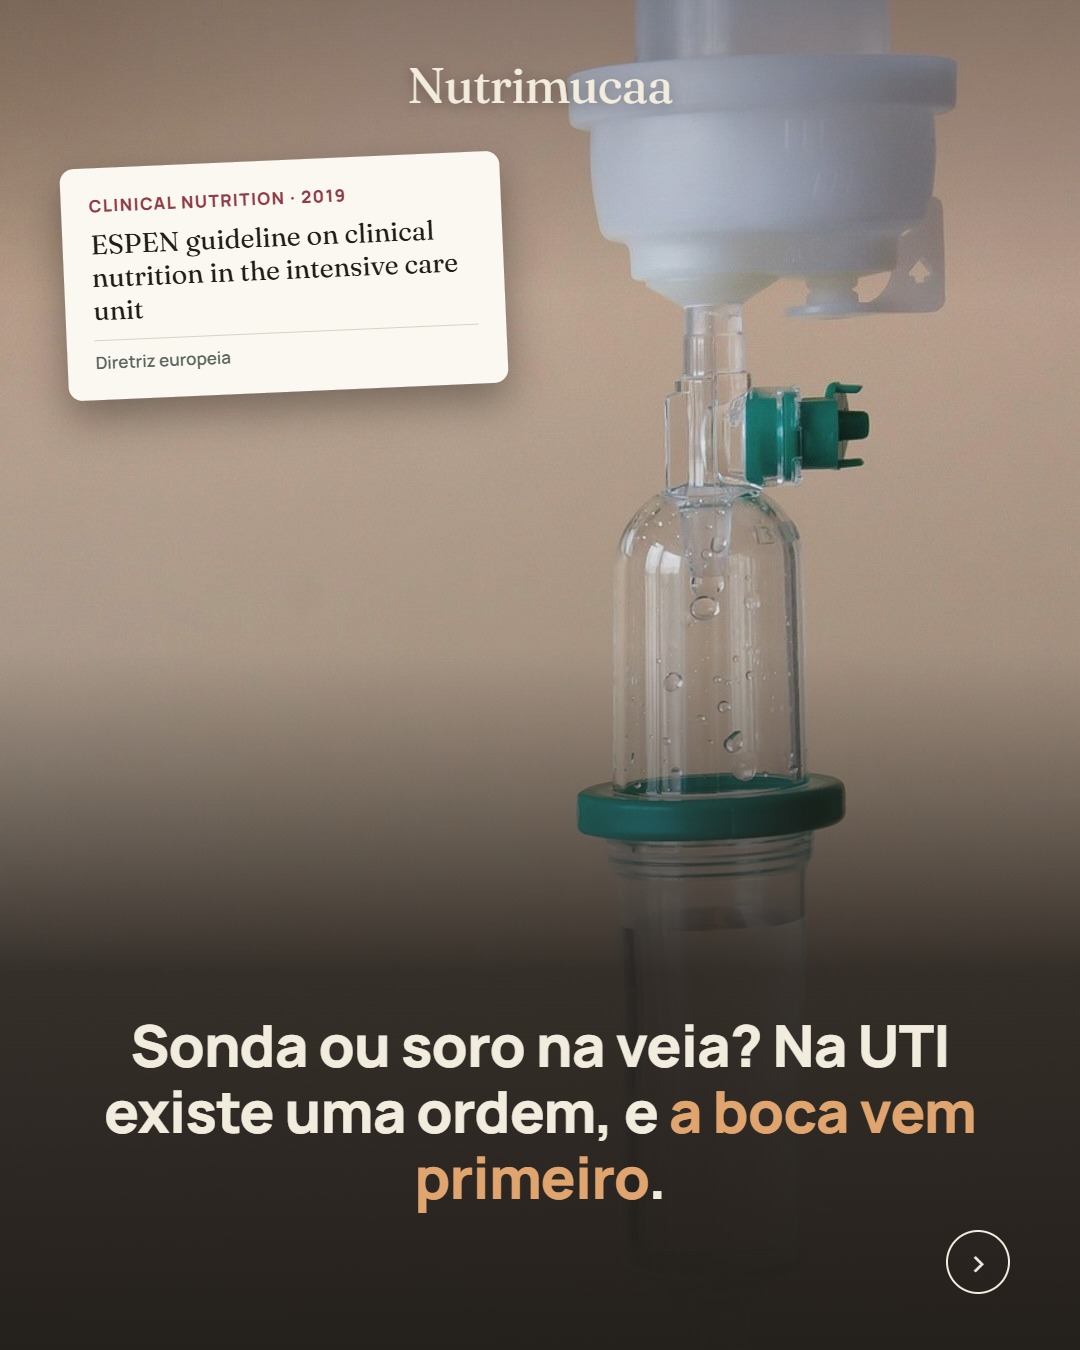 Nutrimucaa
CLINICAL NUTRITION · 2019
ESPEN guideline on clinical
nutrition in the intensive care
unit
Diretriz europeia
Sonda ou soro na veia? Na UTI
existe uma ordem, e a boca vem
primeiro.